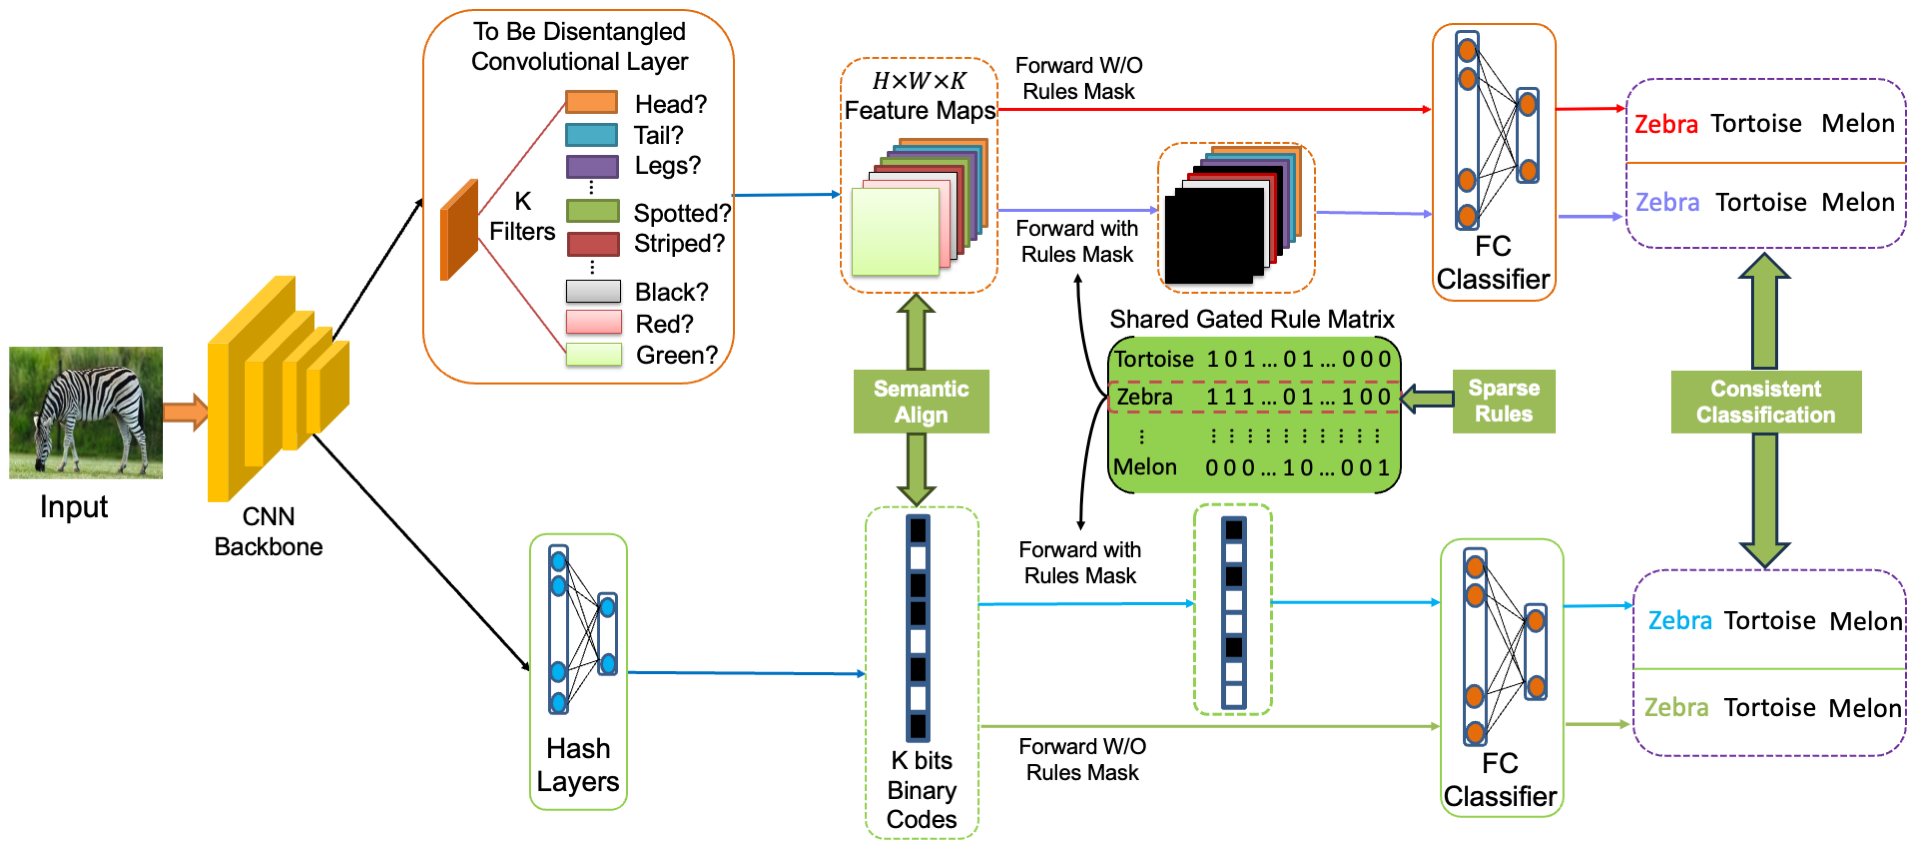 To Be Disentangled
Convolutional Layer
K
Filters
Head?
Tail?
Legs?
Spotted?
Striped?
Black?
Red?
Green?
H×W×K
Feature Maps
Forward W/O
Rules Mask
Forward with
Rules Mask
FC
Classifier
Zebra Tortoise Melon
Zebra Tortoise Melon
Input
CNN
Backbone
Semantic
Align
Shared Gated Rule Matrix
Tortoise 1 0 1 ... 0 1 ... 0 0 0
Zebra 1 1 1 ... 0 1 ... 1 0 0
Melon 0 0 0 ... 1 0 ... 0 0 1
Sparse
Rules
Consistent
Classification
Hash
Layers
K bits
Binary
Codes
Forward with
Rules Mask
Forward W/O
Rules Mask
FC
Classifier
Zebra Tortoise Melon
Zebra Tortoise Melon